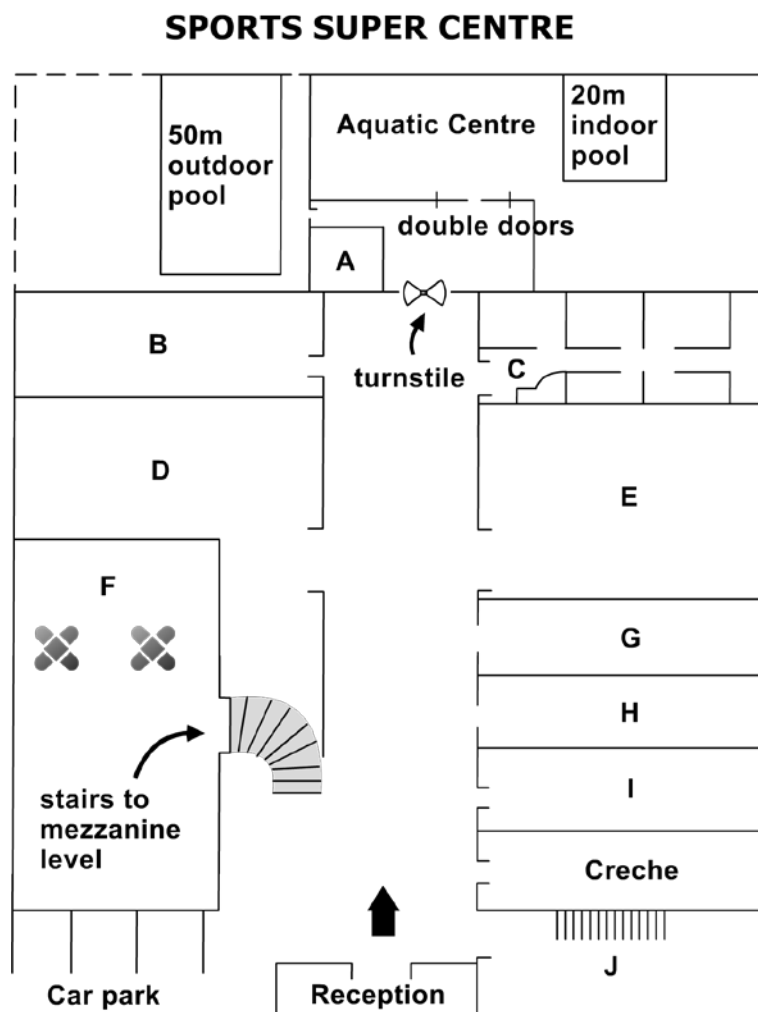 SPORTS SUPER CENTRE
50m
outdoor
pool
Aquatic Centre
20m
indoor
pool
double doors
A
B
turnstile
C
D
E
F
G
H
I
stairs to
mezzanine
level
Creche
J
Car park
Reception